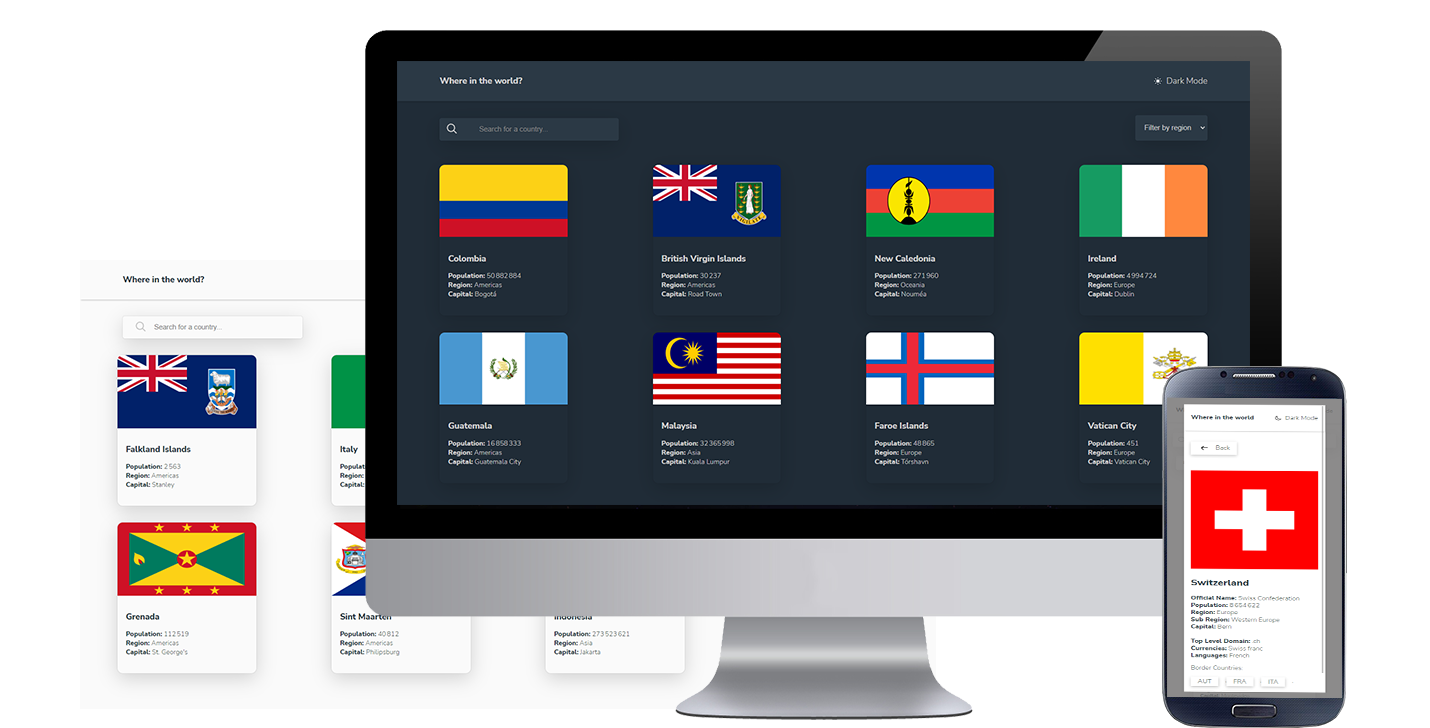 Where in the world?
Dark Mode
Search for a country...
Filter by region
Colombia
Population: 50 882 884
Region: Americas
Capital: Bogotá
British Virgin Islands
Population: 30 237
Region: Americas
Capital: Road Town
New Caledonia
Population: 271 960
Region: Oceania
Capital: Nouméa
Ireland
Population: 4 994 724
Region: Europe
Capital: Dublin
Guatemala
Population: 16 858 333
Region: Americas
Capital: Guatemala City
Malaysia
Population: 32 365 998
Region: Asia
Capital: Kuala Lumpur
Faroe Islands
Population: 48 865
Region: Europe
Capital: Tórshavn
Vatican City
Population: 451
Region: Europe
Capital: Vatican City
Where in the world?
Search for a country...
Falkland Islands
Population: 2 563
Region: Americas
Capital: Stanley
Italy
Populat
Region:
Capital:
Grenada
Population: 112 519
Region: Americas
Capital: St. George's
Sint Maarten
Population: 40 812
Region: Americas
Capital: Philipsburg
Indonesia
Population: 273 523 621
Region: Asia
Capital: Jakarta
Where in the world
Dark Mode
Back
Switzerland
Official Name: Swiss Confederation
Population: 8 654 622
Region: Europe
Sub Region: Western Europe
Capital: Bern
Top Level Domain: .ch
Currencies: Swiss franc
Languages: French
Border Countries:
AUT FRA ITA